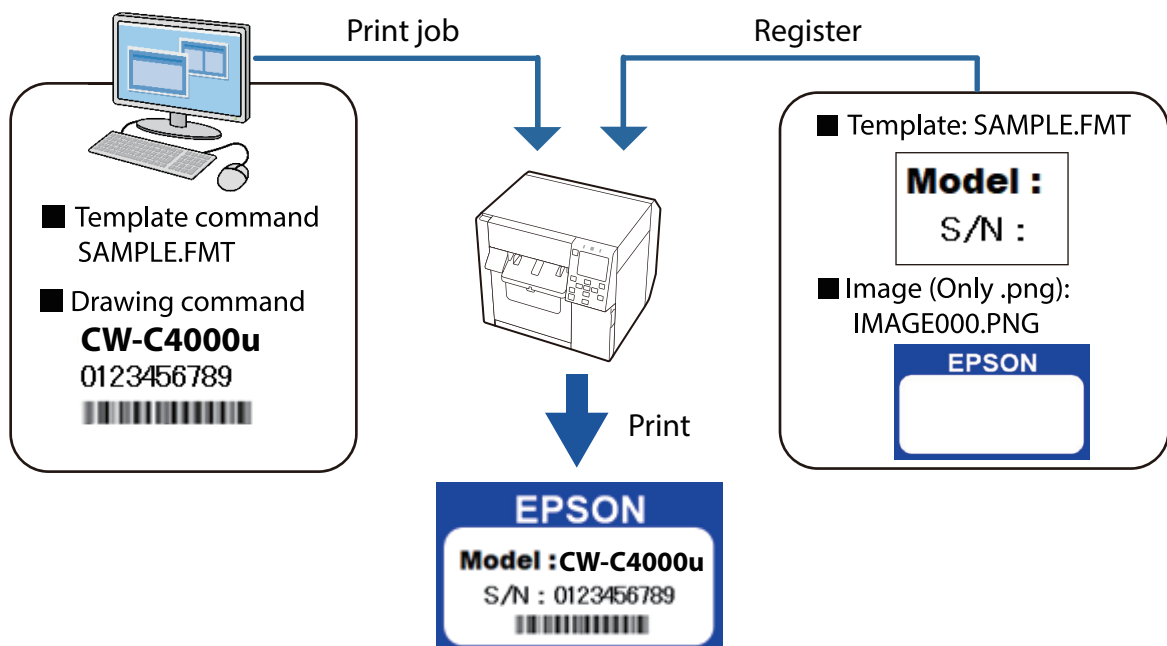 Print job
Register
■ Template command
SAMPLE.FMT
■ Drawing command
CW-C4000u
0123456789
■ Template: SAMPLE.FMT
Model :
S/N :
■ Image (Only .png):
IMAGE000.PNG
EPSON
Print
EPSON
Model : CW-C4000u
S/N : 0123456789